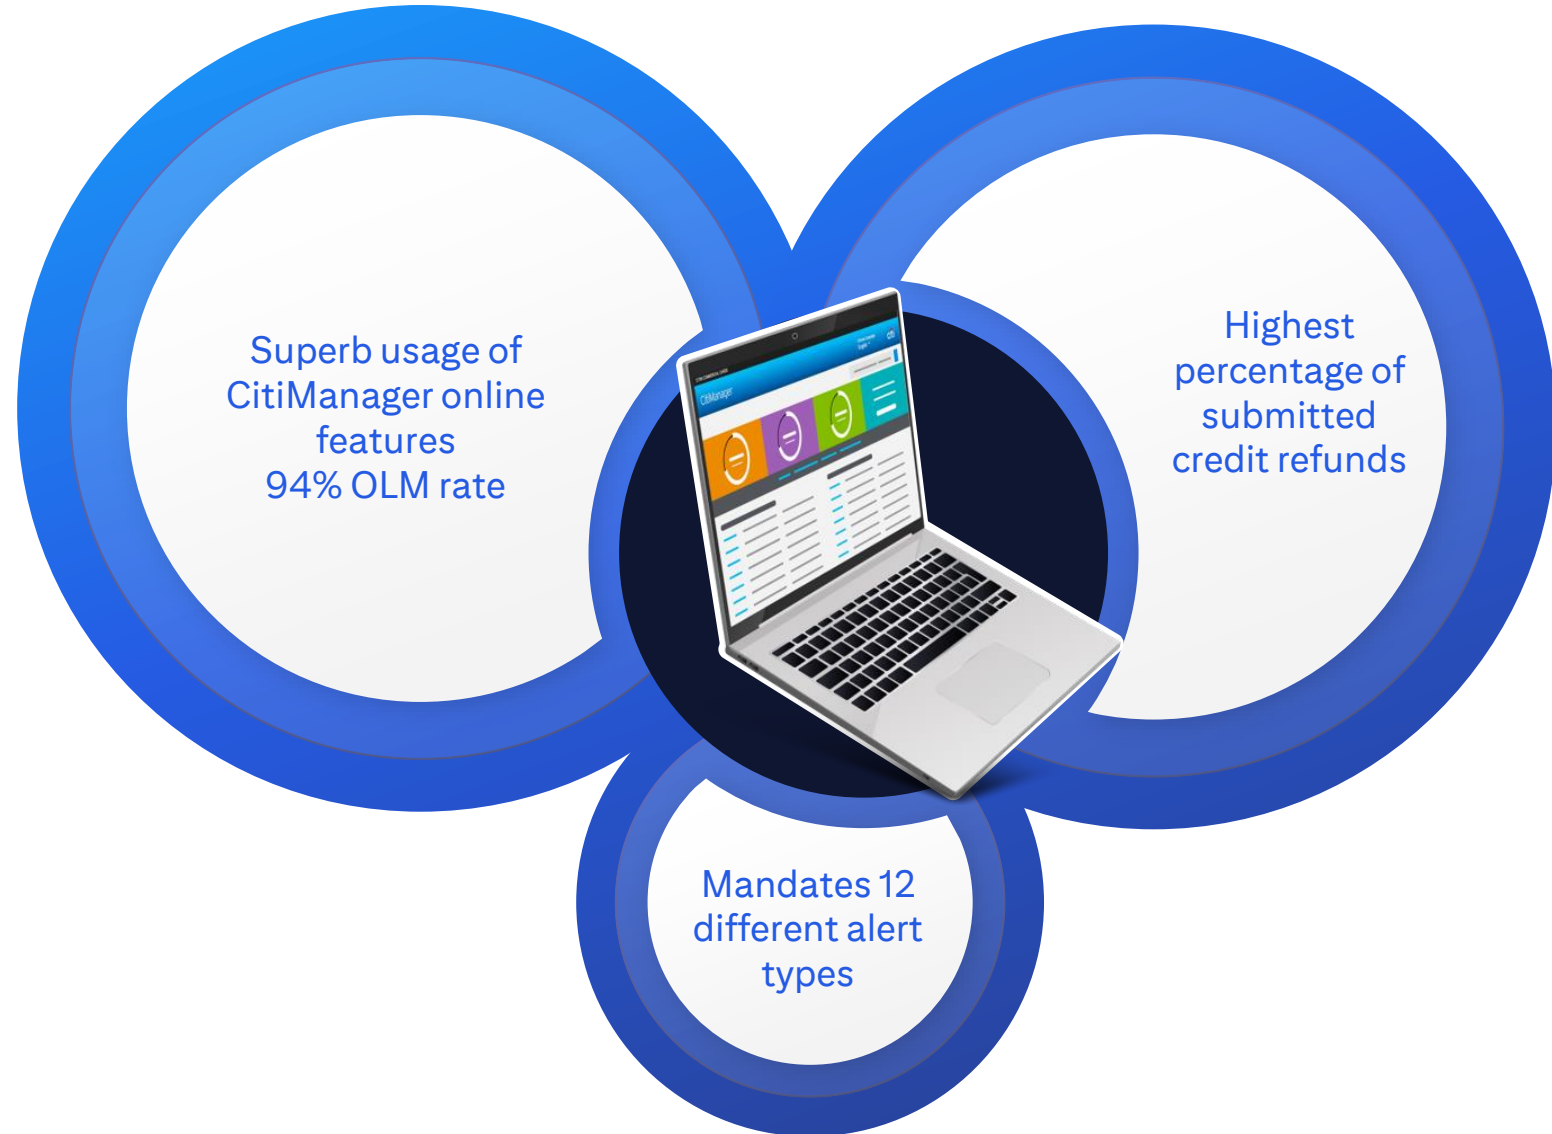 Superb usage of
CitiManager online
features
94% OLM rate
Highest
percentage of
submitted
credit refunds
CitiManager
citi
Mandates 12
different alert
types